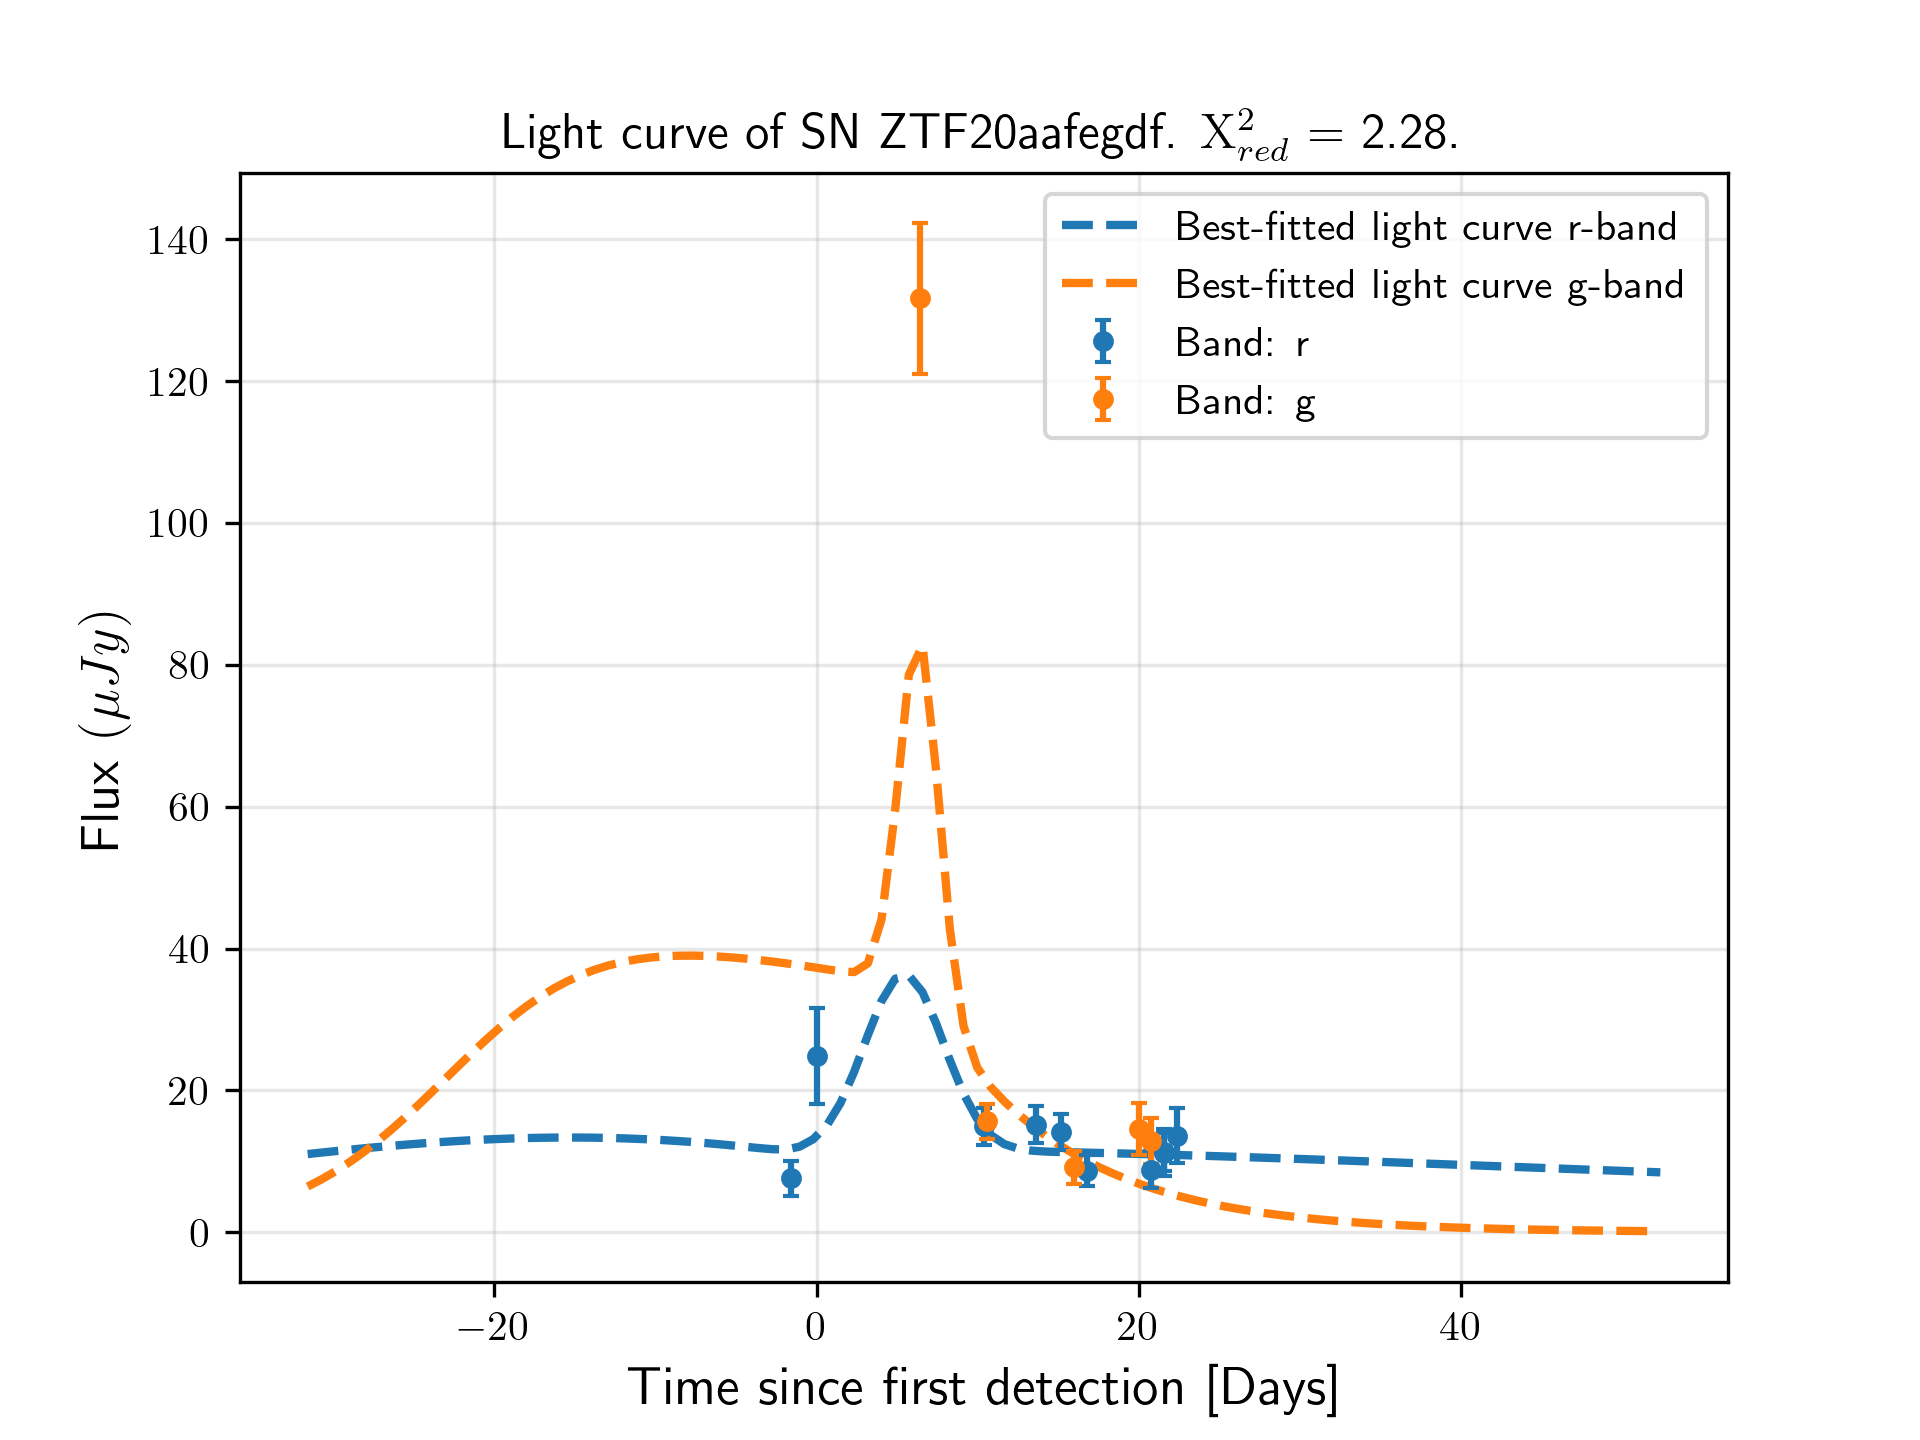 Light curve of SN ZTF20aafegdf. X²_red = 2.28.
Best-fitted light curve r-band
Best-fitted light curve g-band
Band: r
Band: g
140
120
100
80
60
40
20
0
Flux (μJy)
−20 0 20 40
Time since first detection [Days]